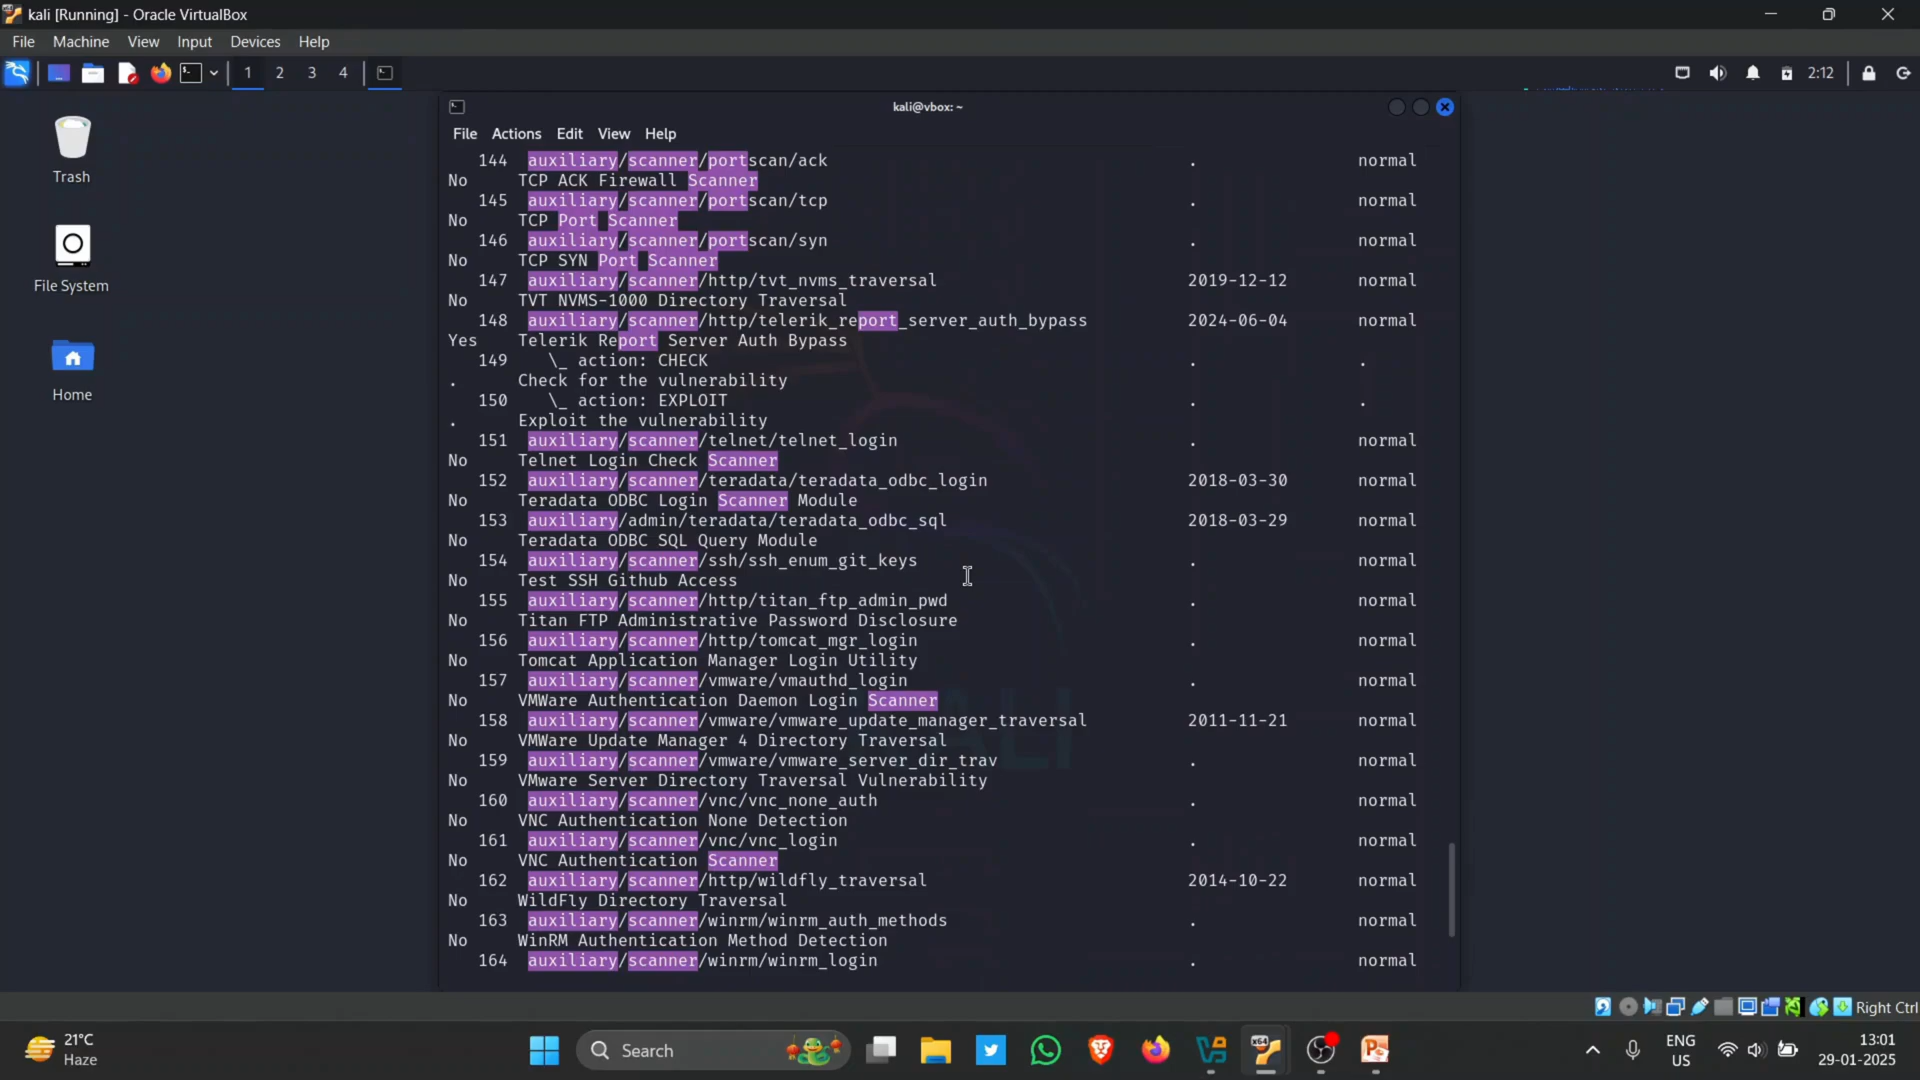 kali [Running] - Oracle VirtualBox
File Machine View Input Devices Help
1 2 3 4
2:12
Trash
File System
Home
kali@vbox: ~
File Actions Edit View Help
144 auxiliary/scanner/portscan/ack . normal
No TCP ACK Firewall Scanner
145 auxiliary/scanner/portscan/tcp . normal
No TCP Port Scanner
146 auxiliary/scanner/portscan/syn . normal
No TCP SYN Port Scanner
147 auxiliary/scanner/http/tvt_nvms_traversal 2019-12-12 normal
No TVT NVMS-1000 Directory Traversal
148 auxiliary/scanner/http/telerik_report_server_auth_bypass 2024-06-04 normal
Yes Telerik Report Server Auth Bypass
149 \_ action: CHECK . .
. Check for the vulnerability
150 \_ action: EXPLOIT . .
. Exploit the vulnerability
151 auxiliary/scanner/telnet/telnet_login . normal
No Telnet Login Check Scanner
152 auxiliary/scanner/teradata/teradata_odbc_login 2018-03-30 normal
No Teradata ODBC Login Scanner Module
153 auxiliary/admin/teradata/teradata_odbc_sql 2018-03-29 normal
No Teradata ODBC SQL Query Module
154 auxiliary/scanner/ssh/ssh_enum_git_keys . normal
No Test SSH Github Access
155 auxiliary/scanner/http/titan_ftp_admin_pwd . normal
No Titan FTP Administrative Password Disclosure
156 auxiliary/scanner/http/tomcat_mgr_login . normal
No Tomcat Application Manager Login Utility
157 auxiliary/scanner/vmware/vmauthd_login . normal
No VMWare Authentication Daemon Login Scanner
158 auxiliary/scanner/vmware/vmware_update_manager_traversal 2011-11-21 normal
No VMWare Update Manager 4 Directory Traversal
159 auxiliary/scanner/vmware/vmware_server_dir_trav . normal
No VMware Server Directory Traversal Vulnerability
160 auxiliary/scanner/vnc/vnc_none_auth . normal
No VNC Authentication None Detection
161 auxiliary/scanner/vnc/vnc_login . normal
No VNC Authentication Scanner
162 auxiliary/scanner/http/wildfly_traversal 2014-10-22 normal
No WildFly Directory Traversal
163 auxiliary/scanner/winrm/winrm_auth_methods . normal
No WinRM Authentication Method Detection
164 auxiliary/scanner/winrm/winrm_login . normal
Right Ctrl
21°C
Haze
Search
ENG
US
13:01
29-01-2025